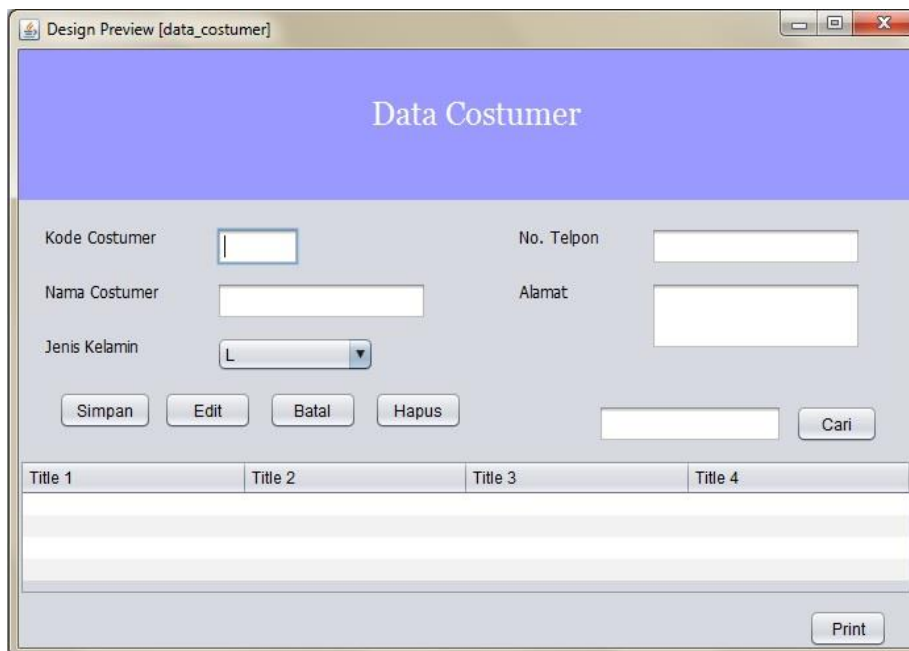 Design Preview [data_costumer]
Data Costumer
Kode Costumer
No. Telpon
Nama Costumer
Alamat
Jenis Kelamin
L
Simpan Edit Batal Hapus
Cari
Title 1 Title 2 Title 3 Title 4
Print